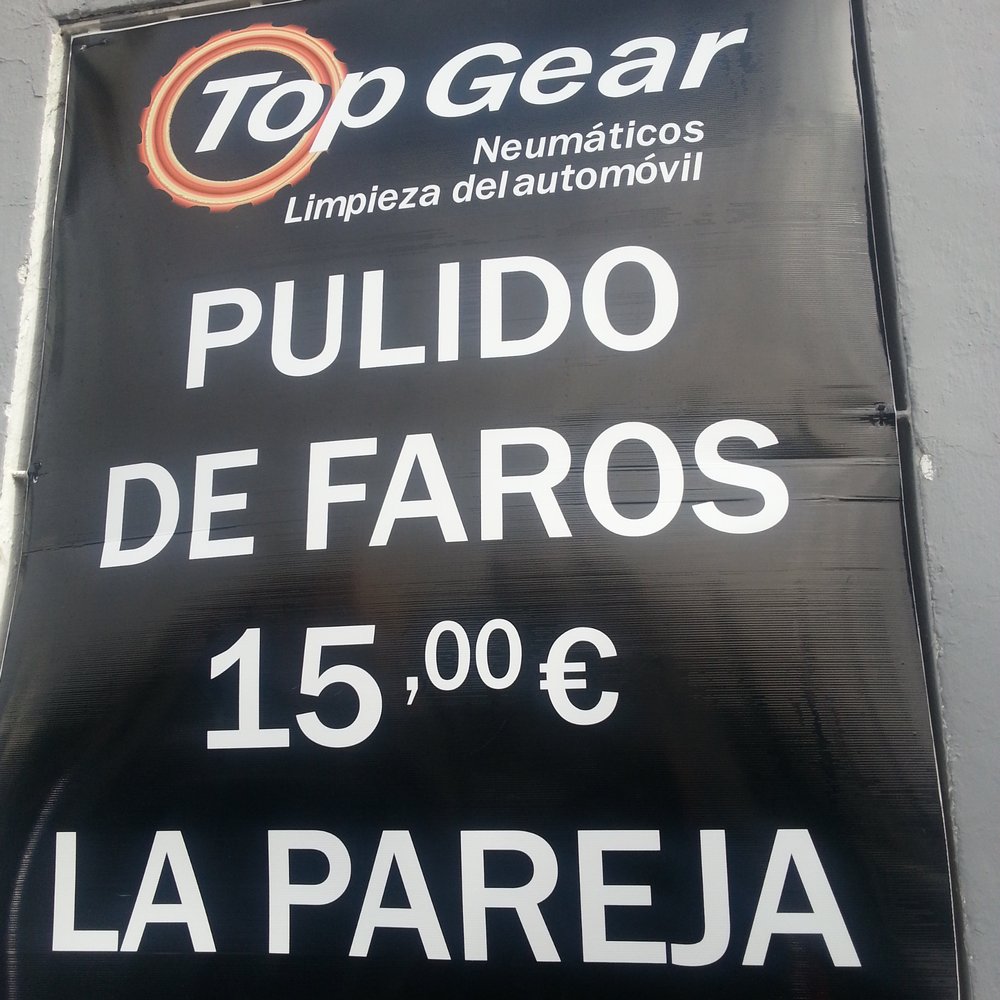 Top Gear
Neumáticos
Limpieza del automóvil
PULIDO
DE FAROS
15,00 €
LA PAREJA